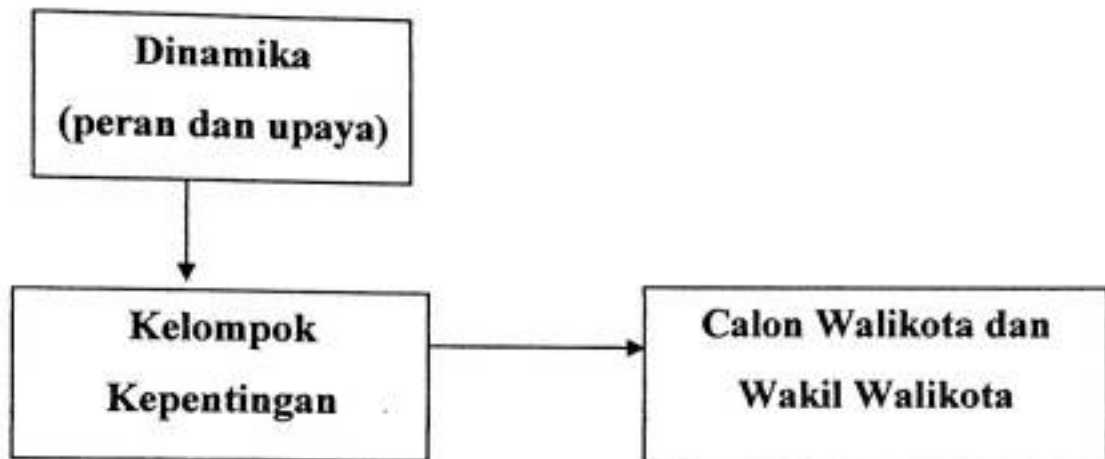 Dinamika
(peran dan upaya)
Kelompok
Kepentingan
Calon Walikota dan
Wakil Walikota